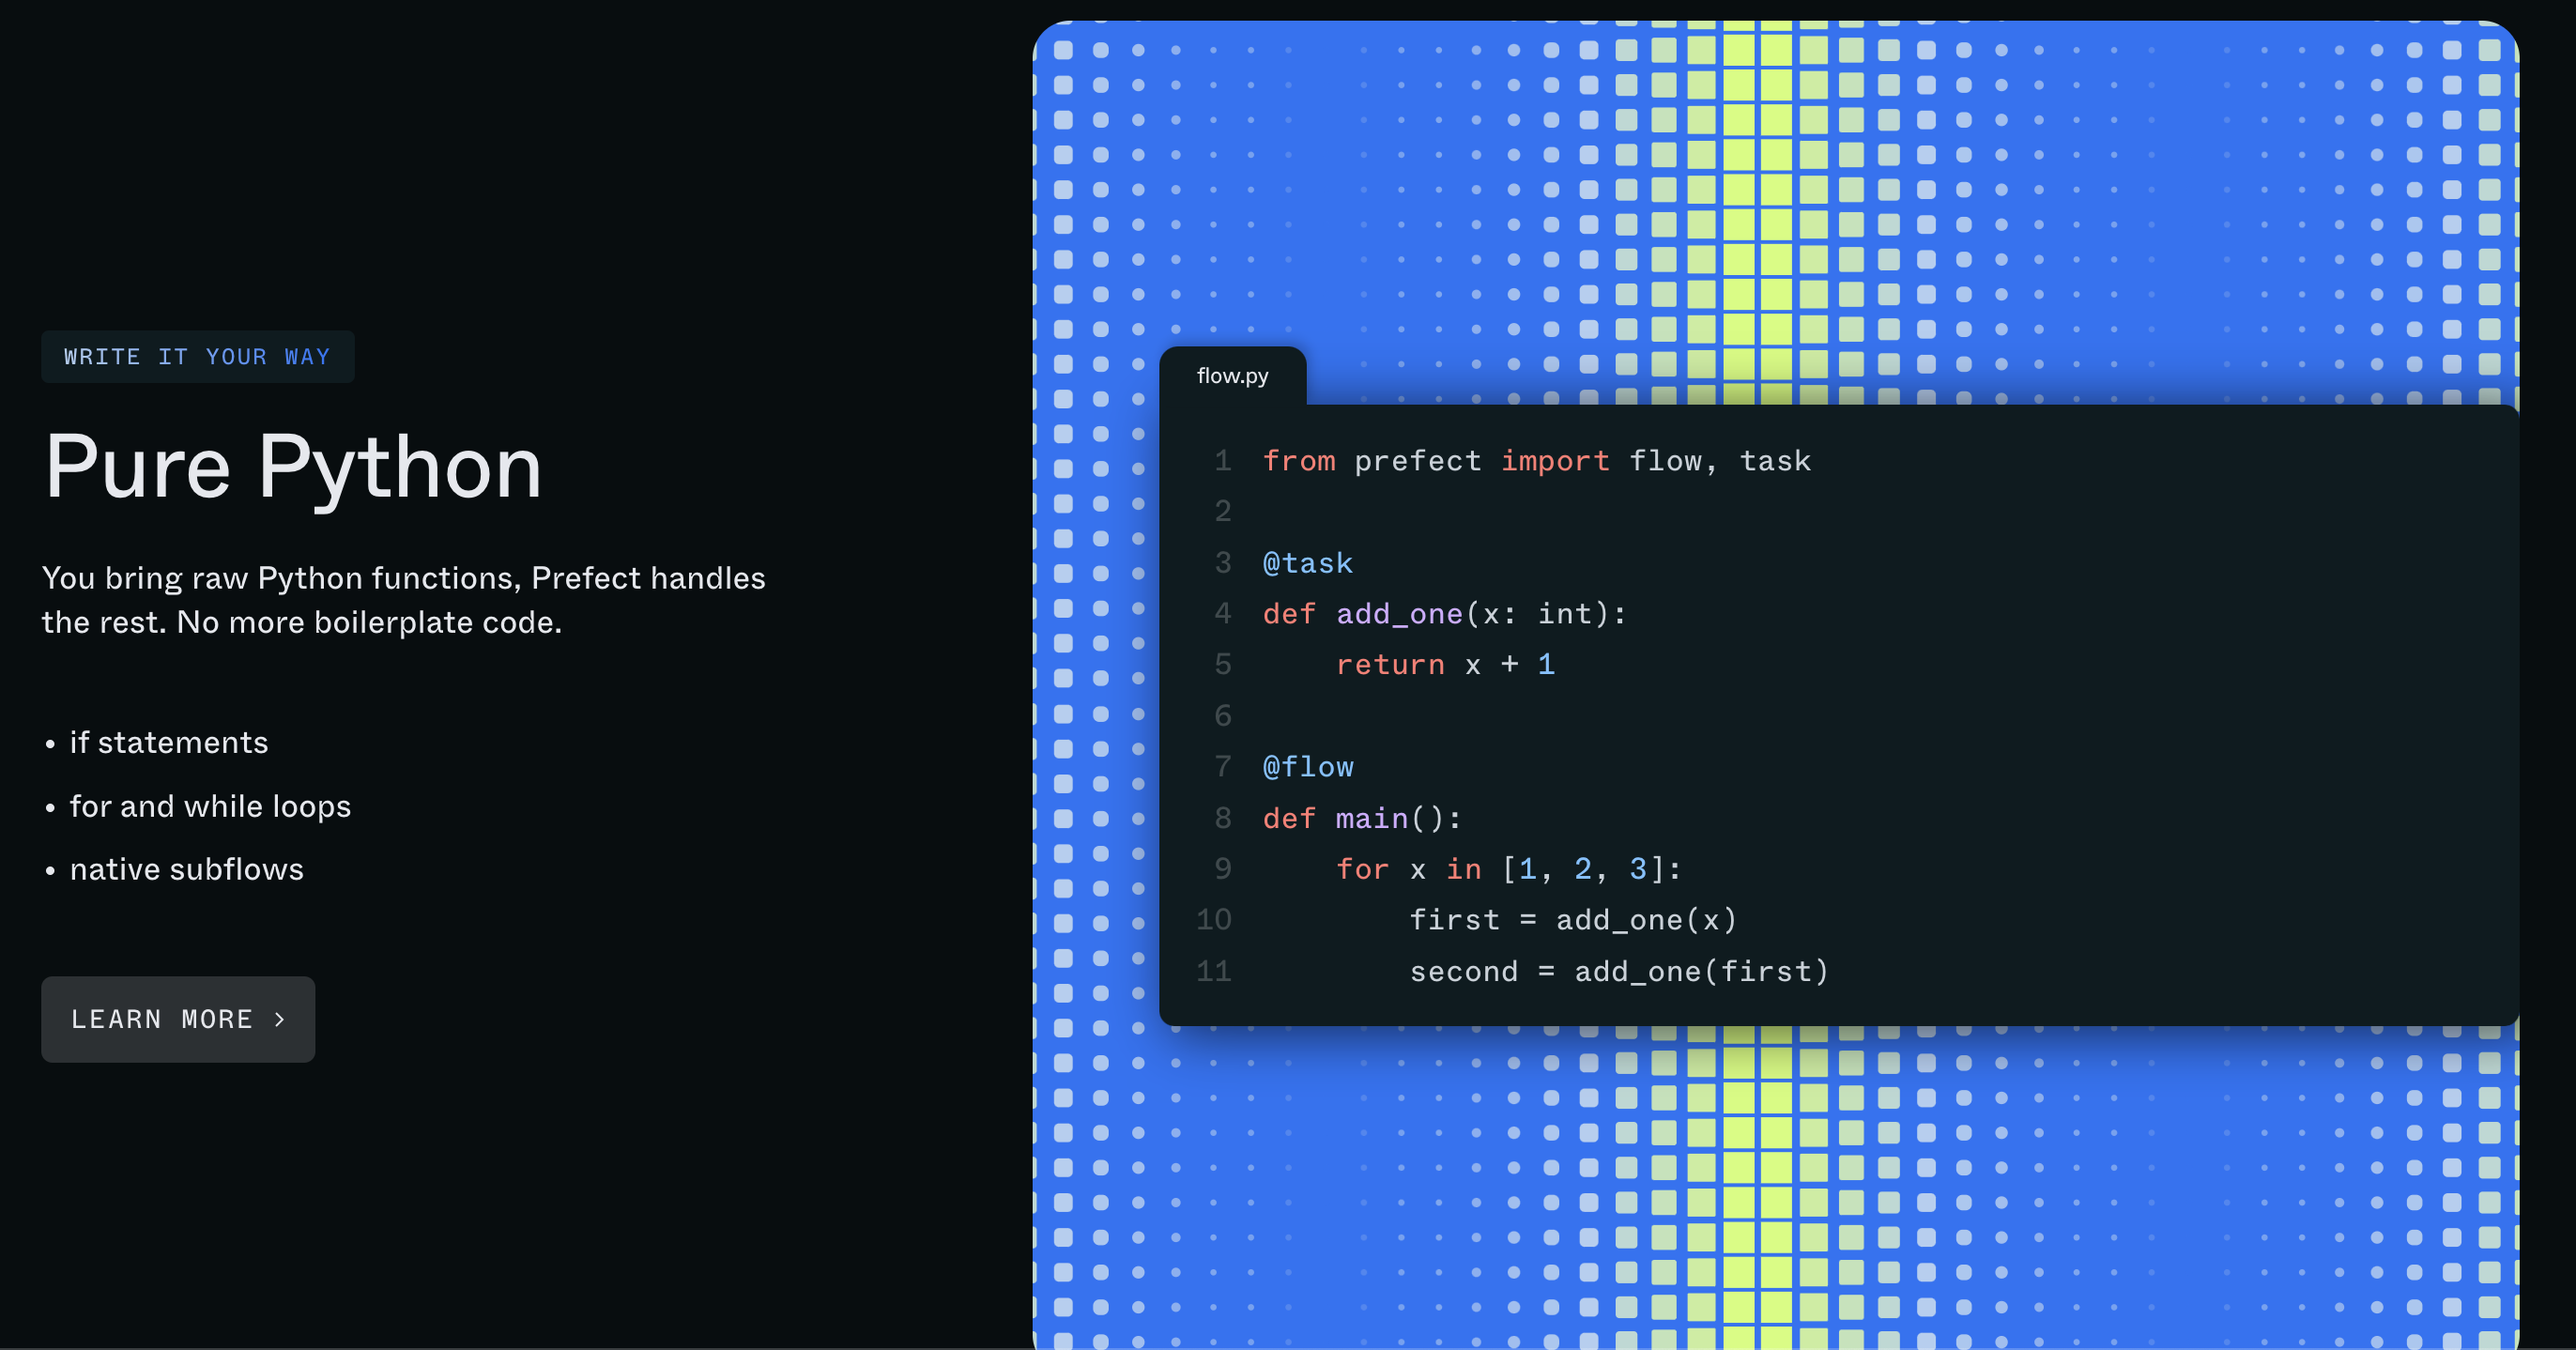 WRITE IT YOUR WAY
Pure Python
You bring raw Python functions, Prefect handles
the rest. No more boilerplate code.
• if statements
• for and while loops
• native subflows
LEARN MORE >
flow.py
1 from prefect import flow, task
2
3 @task
4 def add_one(x: int):
5     return x + 1
6
7 @flow
8 def main():
9     for x in [1, 2, 3]:
10         first = add_one(x)
11         second = add_one(first)